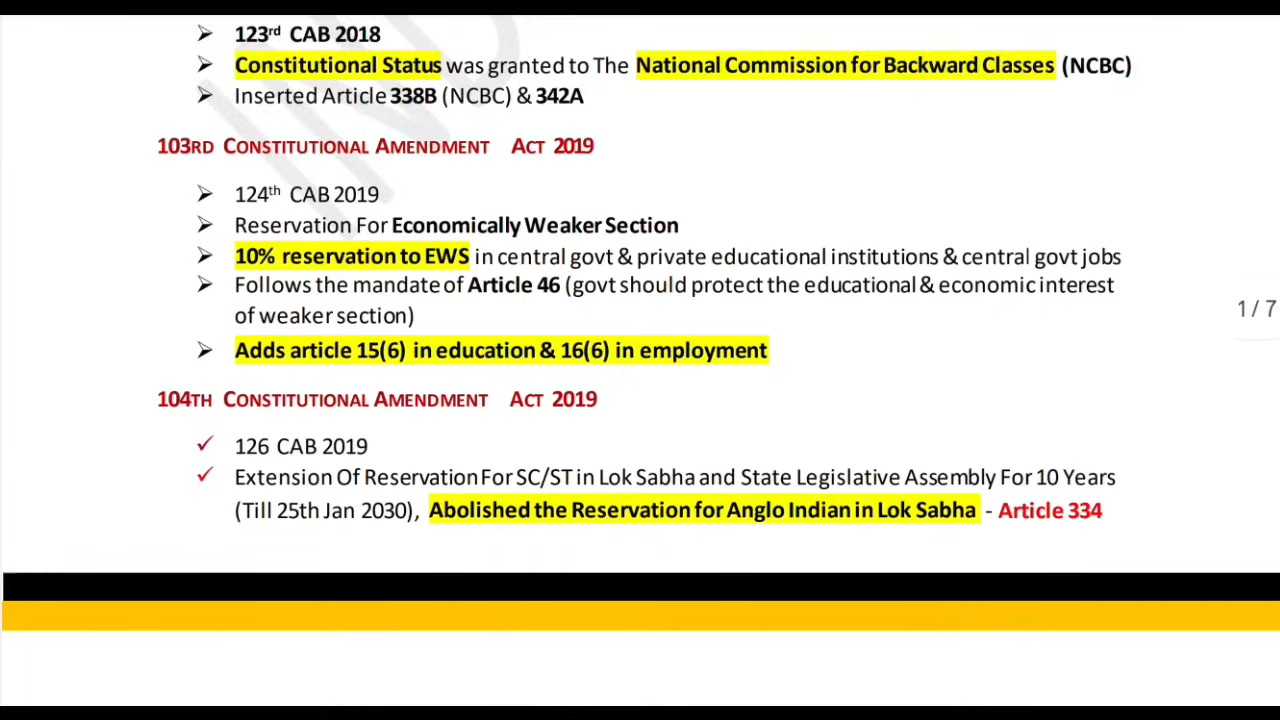 ➢ 123rd CAB 2018
➢ Constitutional Status was granted to The National Commission for Backward Classes (NCBC)
➢ Inserted Article 338B (NCBC) & 342A
103RD CONSTITUTIONAL AMENDMENT ACT 2019
➢ 124th CAB 2019
➢ Reservation For Economically Weaker Section
➢ 10% reservation to EWS in central govt & private educational institutions & central govt jobs
➢ Follows the mandate of Article 46 (govt should protect the educational & economic interest
of weaker section)
1 / 7
➢ Adds article 15(6) in education & 16(6) in employment
104TH CONSTITUTIONAL AMENDMENT ACT 2019
✓ 126 CAB 2019
✓ Extension Of Reservation For SC/ST in Lok Sabha and State Legislative Assembly For 10 Years
(Till 25th Jan 2030), Abolished the Reservation for Anglo Indian in Lok Sabha - Article 334